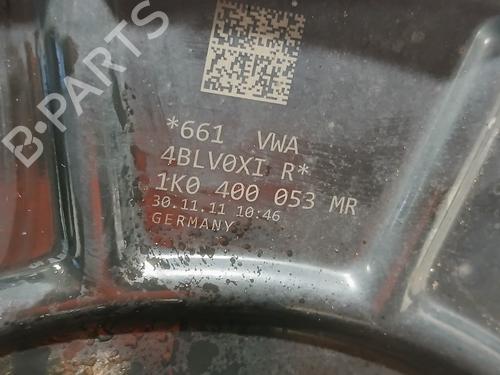 B-PARTS
*661 VWA
4BLV0XI R*
1K0 400 053 MR
30.11.11 10:46
GERMANY